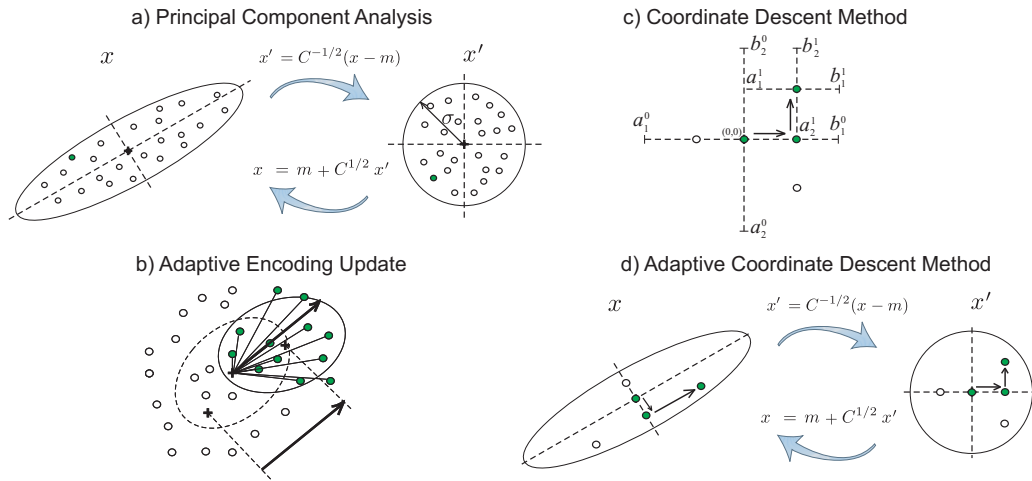 a) Principal Component Analysis
x
x′ = C^{-1/2}(x − m)
x′
σ
x = m + C^{1/2} x′
c) Coordinate Descent Method
b_2^0
b_2^1
a_1^1
b_1^1
a_1^0
(0,0)
a_2^1
b_1^0
a_2^0
b) Adaptive Encoding Update
d) Adaptive Coordinate Descent Method
x
x′ = C^{-1/2}(x − m)
x′
x = m + C^{1/2} x′